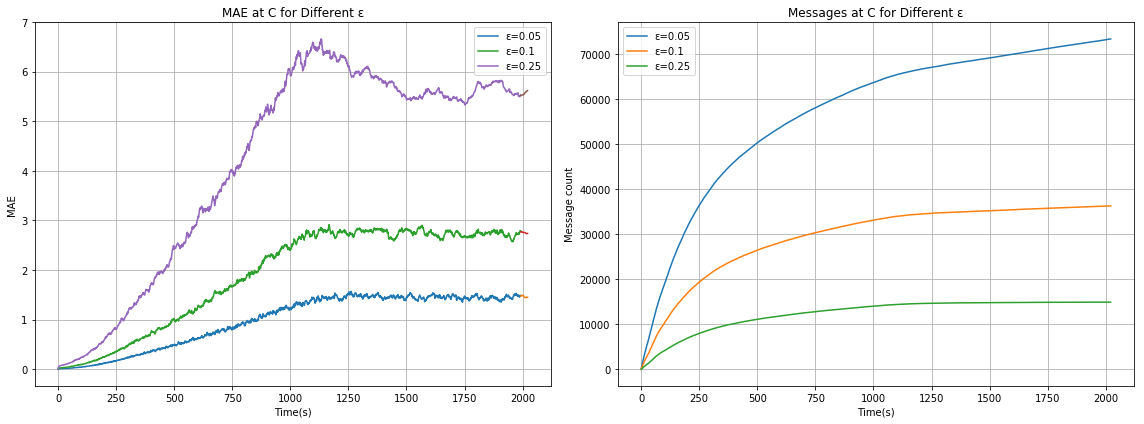 MAE at C for Different ε
7
6
5
4
3
2
1
0
MAE
ε=0.05
ε=0.1
ε=0.25
0 250 500 750 1000 1250 1500 1750 2000
Time(s)
Messages at C for Different ε
70000
60000
50000
40000
30000
20000
10000
0
Message count
ε=0.05
ε=0.1
ε=0.25
0 250 500 750 1000 1250 1500 1750 2000
Time(s)